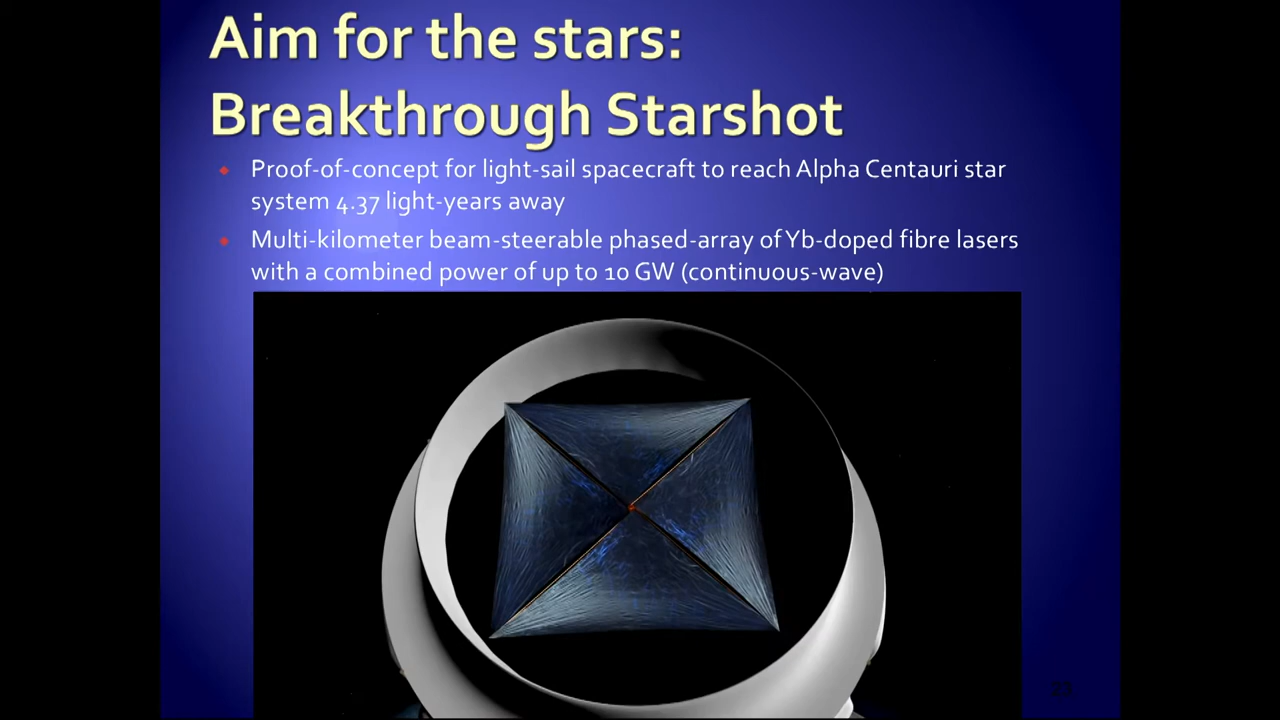 Aim for the stars:
Breakthrough Starshot
Proof-of-concept for light-sail spacecraft to reach Alpha Centauri star
system 4.37 light-years away
Multi-kilometer beam-steerable phased-array of Yb-doped fibre lasers
with a combined power of up to 10 GW (continuous-wave)